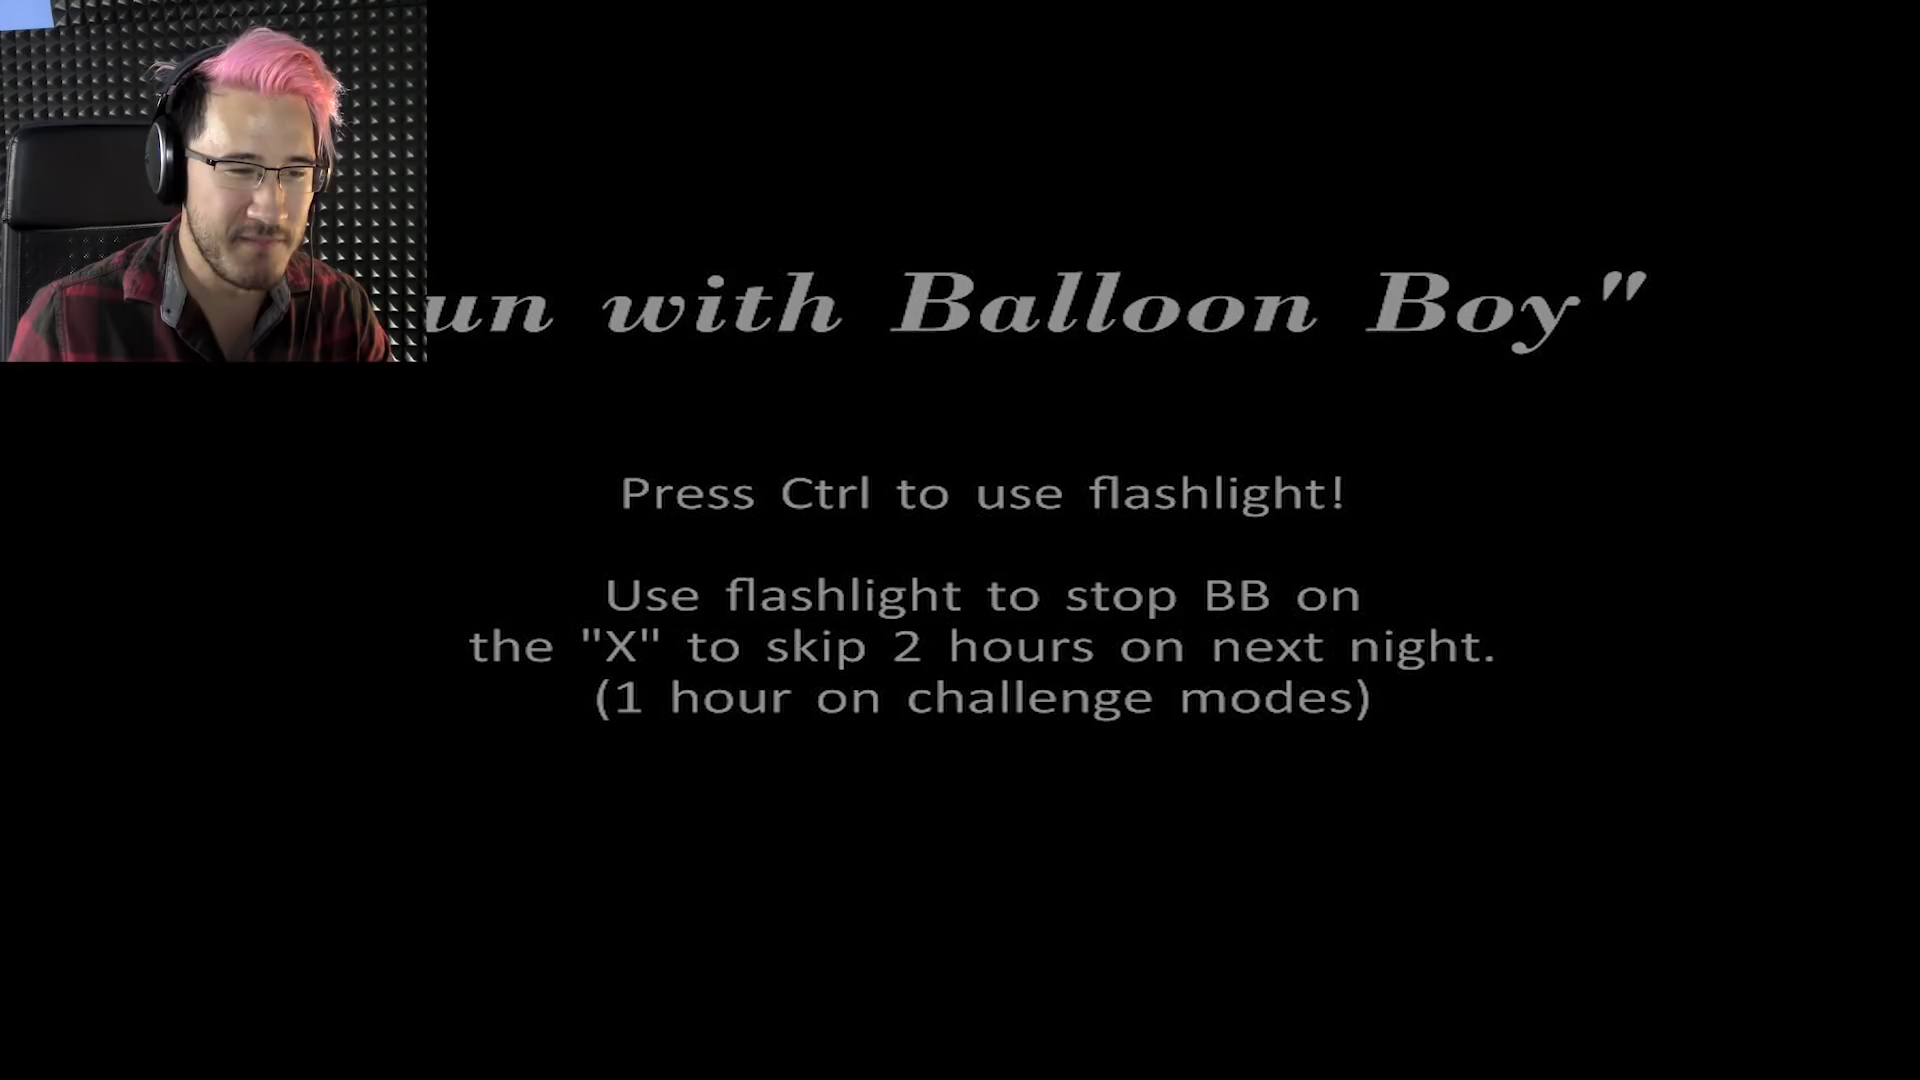 un with Balloon Boy"
Press Ctrl to use flashlight!
Use flashlight to stop BB on
the "X" to skip 2 hours on next night.
(1 hour on challenge modes)